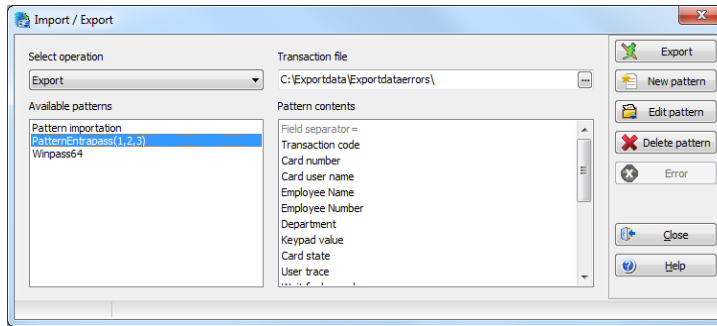 Import / Export
Select operation
Export
Available patterns
Pattern importation
PatternEntrapass(1,2,3)
Winpass64
Transaction file
C:\Exportdata\Exportdataerrors\
...
Pattern contents
Field separator=
Transaction code
Card number
Card user name
Employee Name
Employee Number
Department
Keypad value
Card state
User trace
Export
New pattern
Edit pattern
Delete pattern
Error
Close
Help